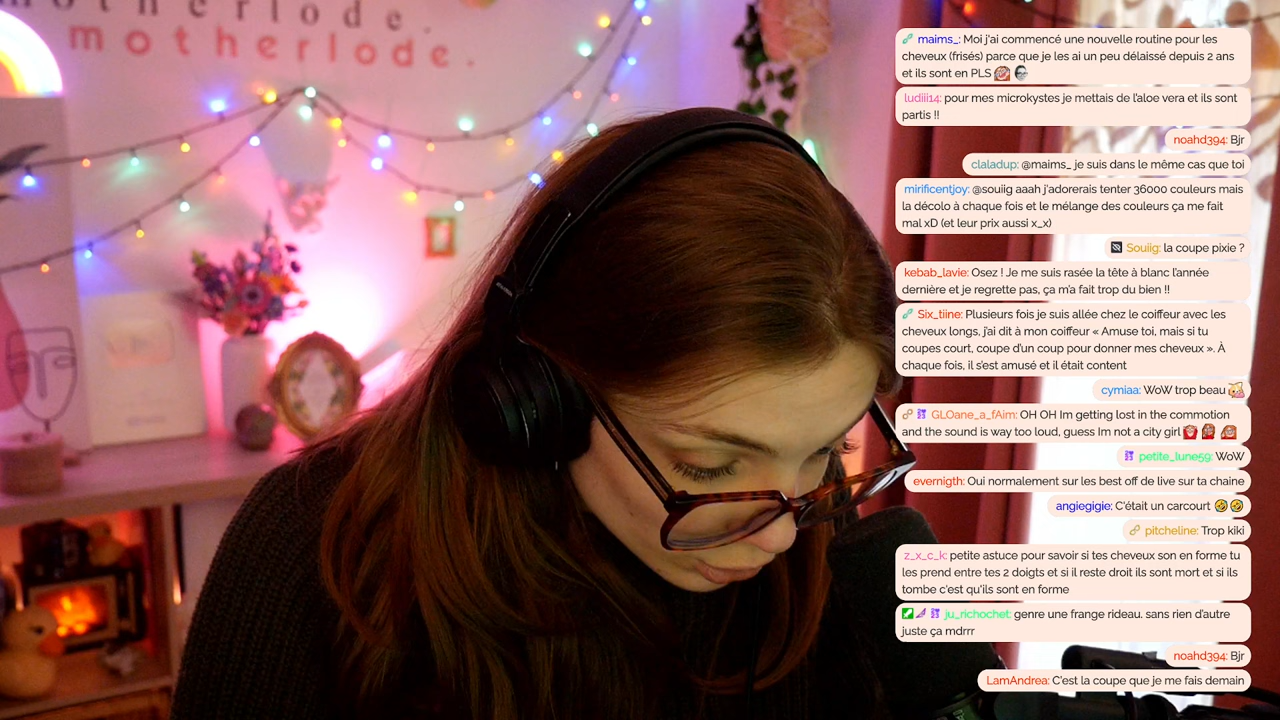 motherlode.
motherlode.
maims_: Moi j'ai commencé une nouvelle routine pour les
cheveux (frisés) parce que je les ai un peu délaissé depuis 2 ans
et ils sont en PLS
ludiii14: pour mes microkystes je mettais de l'aloe vera et ils sont
partis !!
noahd394: Bjr
claladup: @maims_ je suis dans le même cas que toi
mirificentjoy: @souiig aaah j'adorerais tenter 36000 couleurs mais
la décolo à chaque fois et le mélange des couleurs ça me fait
mal xD (et leur prix aussi x_x)
Souiig: la coupe pixie ?
kebab_lavie: Osez ! Je me suis rasée la tête à blanc l'année
dernière et je regrette pas, ça m'a fait trop du bien !!
Six_tiine: Plusieurs fois je suis allée chez le coiffeur avec les
cheveux longs, j'ai dit à mon coiffeur « Amuse toi, mais si tu
coupes court, coupe d'un coup pour donner mes cheveux ». À
chaque fois, il s'est amusé et il était content
cymiaa: WoW trop beau
GLOane_a_fAim: OH OH Im getting lost in the commotion
and the sound is way too loud, guess Im not a city girl
petite_lune59: WoW
evernigth: Oui normalement sur les best off de live sur ta chaine
angiegigie: C'était un carcourt 🤣🤣
pitcheline: Trop kiki
z_x_c_k: petite astuce pour savoir si tes cheveux son en forme tu
les prend entre tes 2 doigts et si il reste droit ils sont mort et si ils
tombe c'est qu'ils sont en forme
ju_richochet: genre une frange rideau. sans rien d'autre
juste ça mdrrr
noahd394: Bjr
LamAndrea: C'est la coupe que je me fais demain